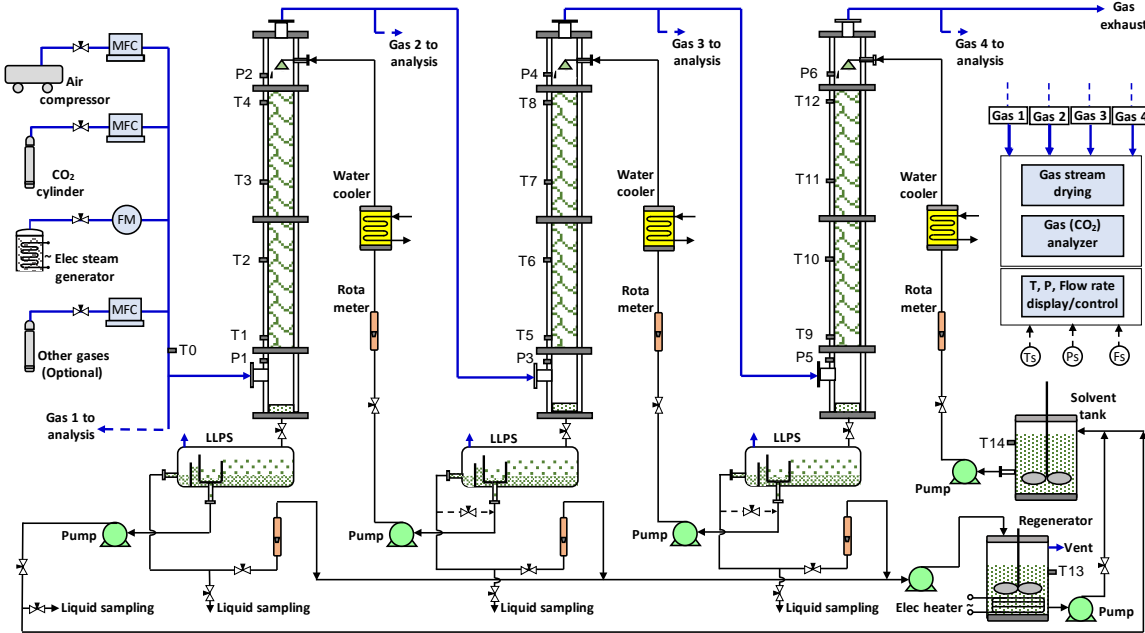 MFC
Air
compressor
MFC
CO₂
cylinder
FM
~
Elec steam
generator
MFC
Other gases
(Optional)
T0
Gas 1 to
analysis
P2
T4
T3
T2
T1
P1
Gas 2 to
analysis
Water
cooler
Rota
meter
P4
T8
T7
T6
T5
P3
Gas 3 to
analysis
Water
cooler
Rota
meter
P6
T12
T11
T10
T9
P5
Gas 4 to
analysis
Water
cooler
Rota
meter
Gas
exhaust
Gas 1
Gas 2
Gas 3
Gas 4
Gas stream
drying
Gas (CO₂)
analyzer
T, P, Flow rate
display/control
Ts
Ps
Fs
Solvent
tank
T14
Pump
LLPS
LLPS
LLPS
Pump
Pump
Pump
Regenerator
Vent
T13
Elec heater
~
Pump
Liquid sampling
Liquid sampling
Liquid sampling
Liquid sampling